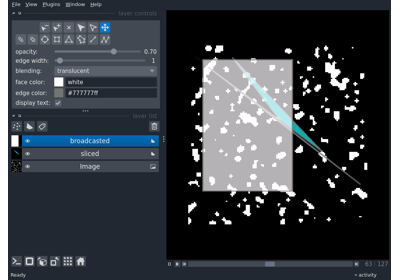 File View Plugins Window Help
layer controls
opacity: 0.70
edge width: 1
blending: translucent
face color: white
edge color: #777777ff
display text:
layer list
broadcasted
sliced
Image
63 127
Ready
activity